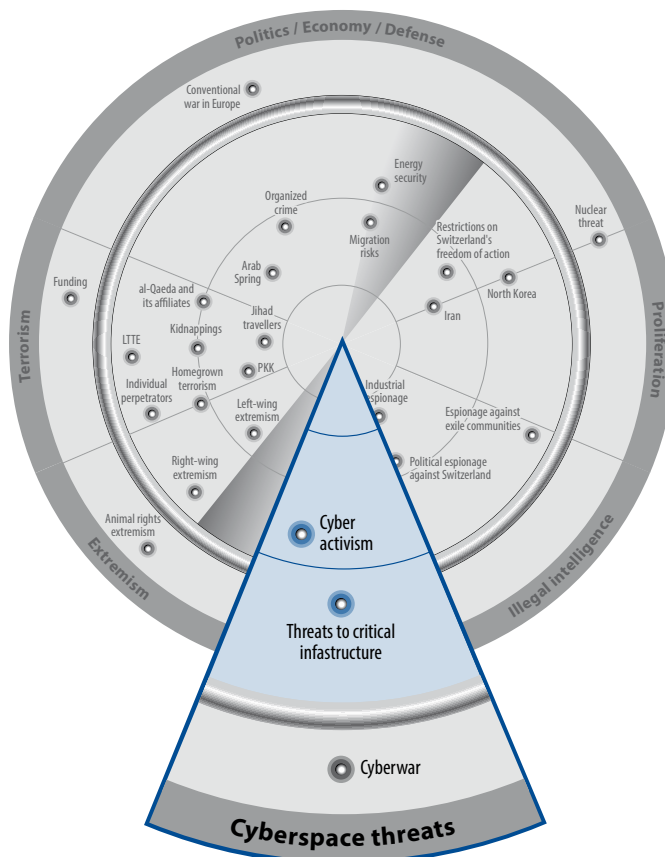 Politics / Economy / Defense
Conventional
war in Europe
Energy
security
Organized
crime
Migration
risks
Restrictions on
Switzerland's
freedom of action
Nuclear
threat
Arab
Spring
North Korea
Funding
al-Qaeda and
its affiliates
Iran
Terrorism
Proliferation
LTTE
Kidnappings
Jihad
travellers
Homegrown
terrorism
PKK
Individual
perpetrators
Left-wing
extremism
Industrial
espionage
Espionage against
exile communities
Right-wing
extremism
Political espionage
against Switzerland
Animal rights
extremism
Extremism
Illegal intelligence
Cyber
activism
Threats to critical
infastructure
Cyberwar
Cyberspace threats